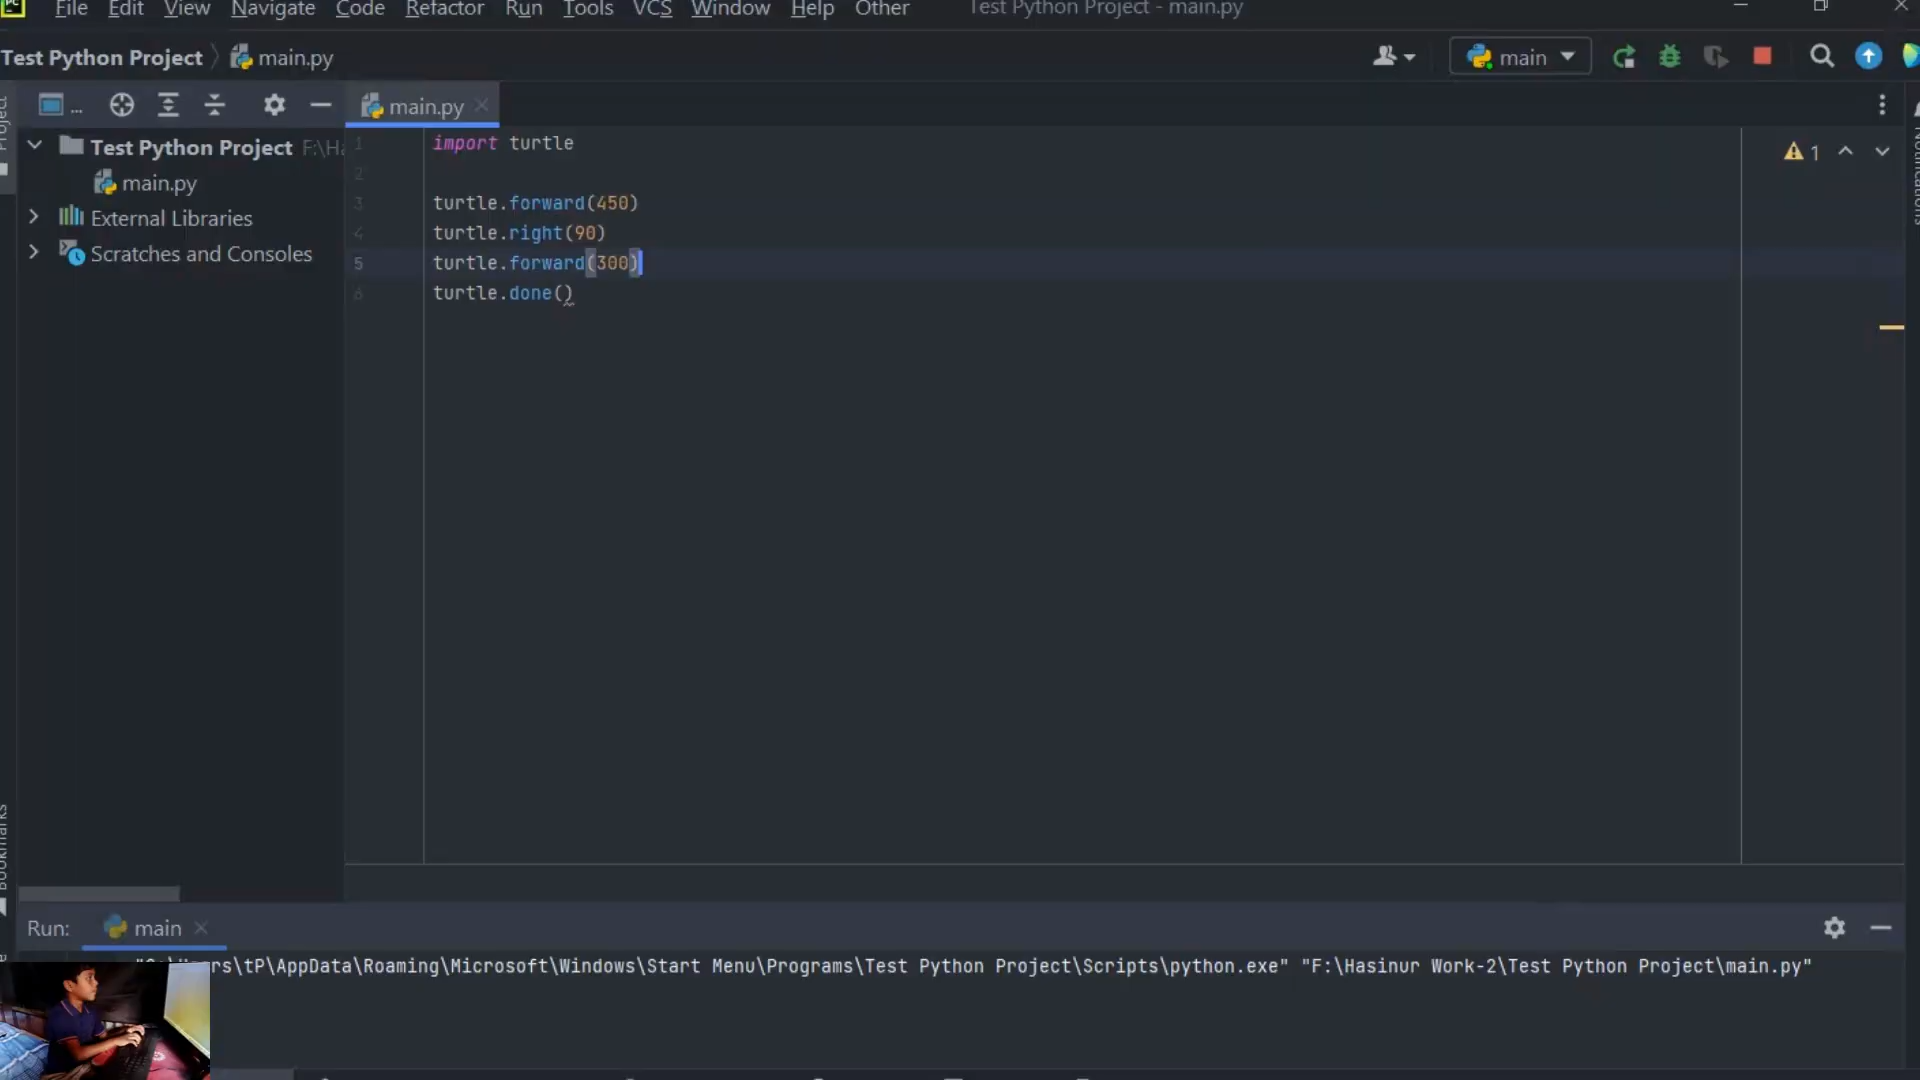 File Edit View Navigate Code Refactor Run Tools VCS Window Help Other Test Python Project - main.py
Test Python Project main.py
main
... main.py
Project
1 import turtle
Test Python Project F:\Ha
2
main.py
3 turtle.forward(450)
External Libraries
4 turtle.right(90)
Scratches and Consoles
5 turtle.forward(300)
6 turtle.done()
1
Notifications
Bookmarks
Run: main
rs\tP\AppData\Roaming\Microsoft\Windows\Start Menu\Programs\Test Python Project\Scripts\python.exe" "F:\Hasinur Work-2\Test Python Project\main.py"